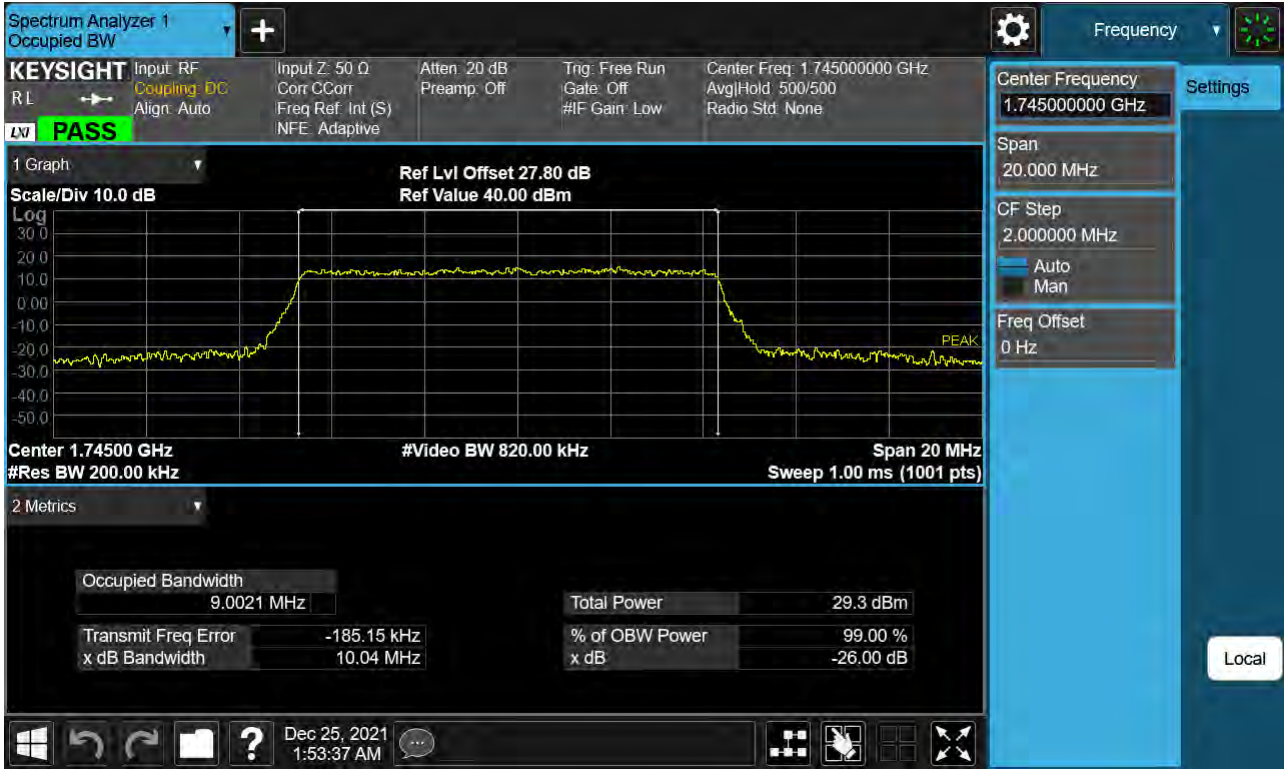 Spectrum Analyzer 1
Occupied BW
Frequency
KEYSIGHT
R L
LXI
PASS
Input: RF
Coupling: DC
Align: Auto
Input Z: 50 Ω
Corr CCorr
Freq Ref: Int (S)
NFE: Adaptive
Atten: 20 dB
Preamp: Off
Trig: Free Run
Gate: Off
#IF Gain: Low
Center Freq: 1.745000000 GHz
Avg|Hold: 500/500
Radio Std: None
Center Frequency
1.745000000 GHz
Settings
Span
20.000 MHz
CF Step
2.000000 MHz
Auto
Man
Freq Offset
0 Hz
Local
1 Graph
Scale/Div 10.0 dB
Ref Lvl Offset 27.80 dB
Ref Value 40.00 dBm
Log
30.0
20.0
10.0
0.00
-10.0
-20.0
-30.0
-40.0
-50.0
PEAK
Center 1.74500 GHz
#Video BW 820.00 kHz
Span 20 MHz
#Res BW 200.00 kHz
Sweep 1.00 ms (1001 pts)
2 Metrics
Occupied Bandwidth
9.0021 MHz
Total Power 29.3 dBm
Transmit Freq Error -185.15 kHz
% of OBW Power 99.00 %
x dB Bandwidth 10.04 MHz
x dB -26.00 dB
Dec 25, 2021
1:53:37 AM